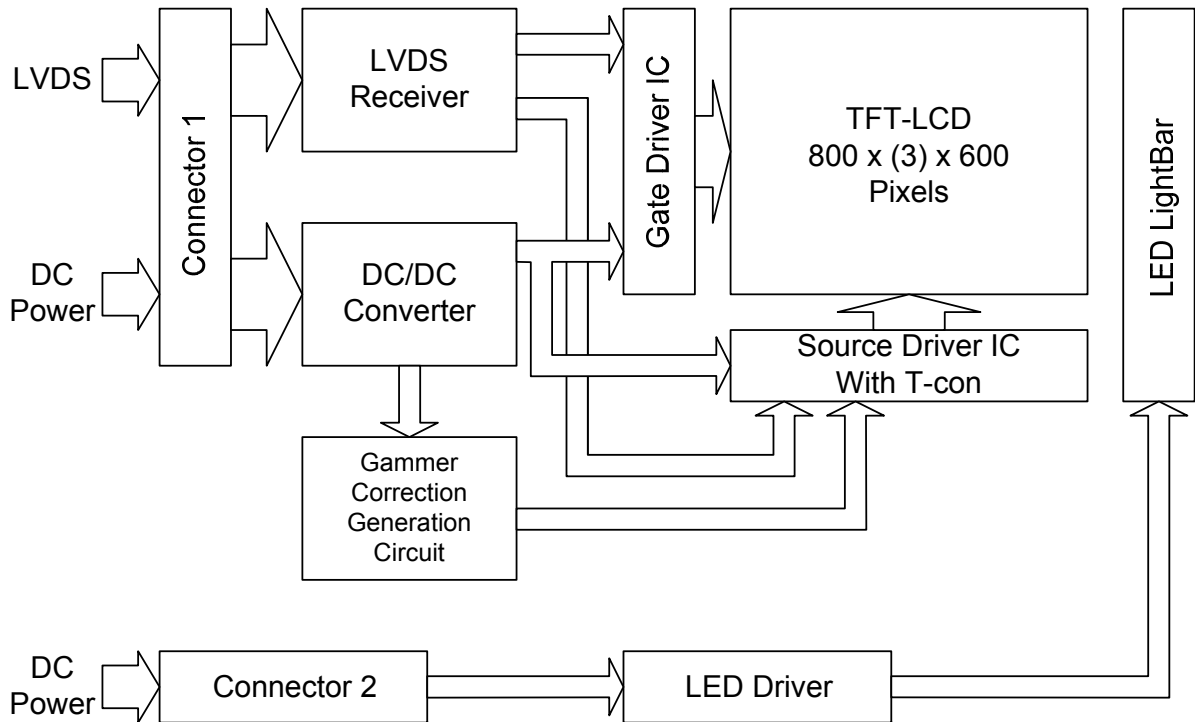 LVDS
Connector 1
LVDS
Receiver
Gate Driver IC
TFT-LCD
800 x (3) x 600
Pixels
LED LightBar
DC
Power
DC/DC
Converter
Source Driver IC
With T-con
Gammer
Correction
Generation
Circuit
DC
Power
Connector 2
LED Driver